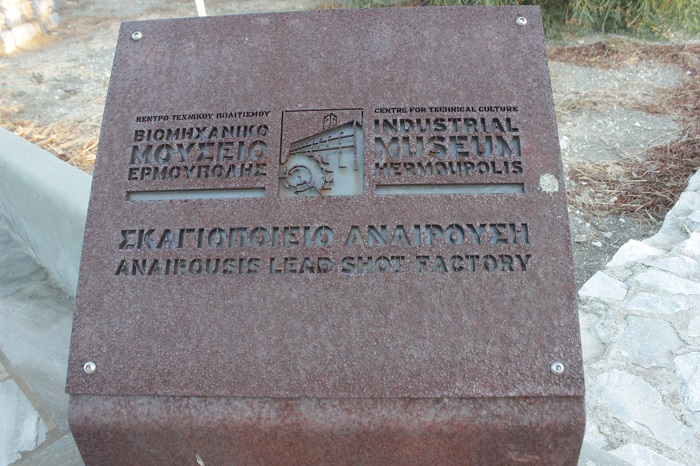 ΚΕΝΤΡΟ ΤΕΧΝΙΚΟΥ ΠΟΛΙΤΙΣΜΟΥ
ΒΙΟΜΗΧΑΝΙΚΟ
ΜΟΥΣΕΙΟ
ΕΡΜΟΥΠΟΛΗΣ
CENTRE FOR TECHNICAL CULTURE
INDUSTRIAL
MUSEUM
HERMOUPOLIS
ΣΚΑΓΙΟΠΟΙΕΙΟ ΑΝΑΙΡΟΥΣΗ
ANAIROUSIS LEAD SHOT FACTORY